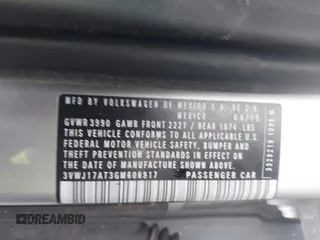 MFD BY VOLKSWAGEN DE MEXICO S.A. DE C.V.
MEXICO
GVWR 3990 GAWR FRONT 2227 / REAR 1874 LBS
THIS VEHICLE CONFORMS TO ALL APPLICABLE U.S.
FEDERAL MOTOR VEHICLE SAFETY, BUMPER, AND
THEFT PREVENTION STANDARDS IN EFFECT ON THE
DATE OF MANUFACTURE SHOWN ABOVE.
3VWJ17AT3GM606917 PASSENGER CAR
DREAMBID